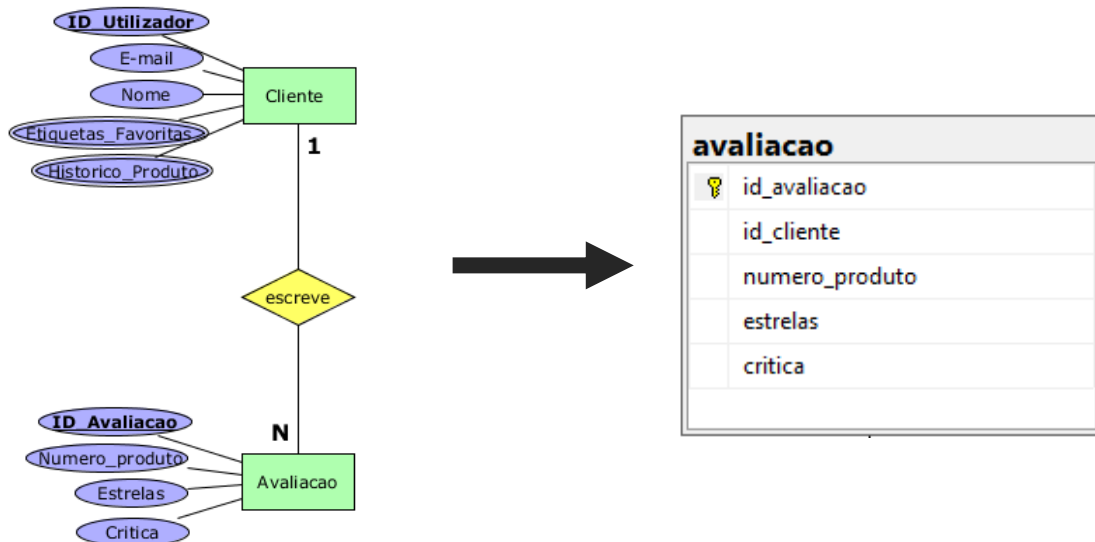 ID_Utilizador
E-mail
Nome
Etiquetas_Favoritas
Historico_Produto
Cliente
1
escreve
N
ID_Avaliacao
Numero_produto
Estrelas
Critica
Avaliacao
avaliacao
id_avaliacao
id_cliente
numero_produto
estrelas
critica